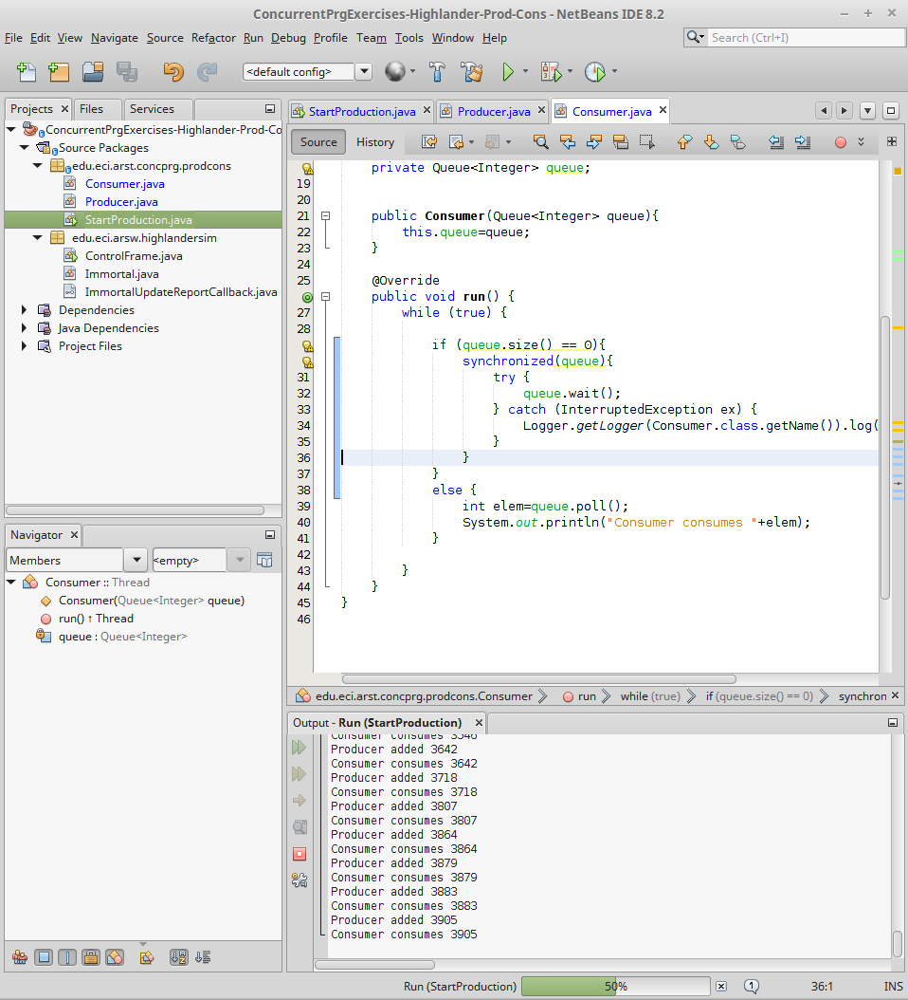 ConcurrentPrgExercises-Highlander-Prod-Cons - NetBeans IDE 8.2
File Edit View Navigate Source Refactor Run Debug Profile Team Tools Window Help
Search (Ctrl+I)
<default config>
Projects Files Services
ConcurrentPrgExercises-Highlander-Prod-Co
Source Packages
edu.eci.arst.concprg.prodcons
Consumer.java
Producer.java
StartProduction.java
edu.eci.arsw.highlandersim
ControlFrame.java
Immortal.java
ImmortalUpdateReportCallback.java
Dependencies
Java Dependencies
Project Files
Navigator
Members <empty>
Consumer :: Thread
Consumer(Queue<Integer> queue)
run() ↑ Thread
queue : Queue<Integer>
StartProduction.java Producer.java Consumer.java
Source History
private Queue<Integer> queue;
19
20
21 public Consumer(Queue<Integer> queue){
22 this.queue=queue;
23 }
24
25 @Override
public void run() {
27 while (true) {
28
if (queue.size() == 0){
synchronized(queue){
31 try {
32 queue.wait();
33 } catch (InterruptedException ex) {
34 Logger.getLogger(Consumer.class.getName()).log(
35 }
36 }
37 }
38 else {
39 int elem=queue.poll();
40 System.out.println("Consumer consumes "+elem);
41 }
42
43 }
44 }
45 }
46
edu.eci.arst.concprg.prodcons.Consumer run while (true) if (queue.size() == 0) synchron
Output - Run (StartProduction)
Consumer consumes 3546
Producer added 3642
Consumer consumes 3642
Producer added 3718
Consumer consumes 3718
Producer added 3807
Consumer consumes 3807
Producer added 3864
Consumer consumes 3864
Producer added 3879
Consumer consumes 3879
Producer added 3883
Consumer consumes 3883
Producer added 3905
Consumer consumes 3905
Run (StartProduction) 50% 1 36:1 INS